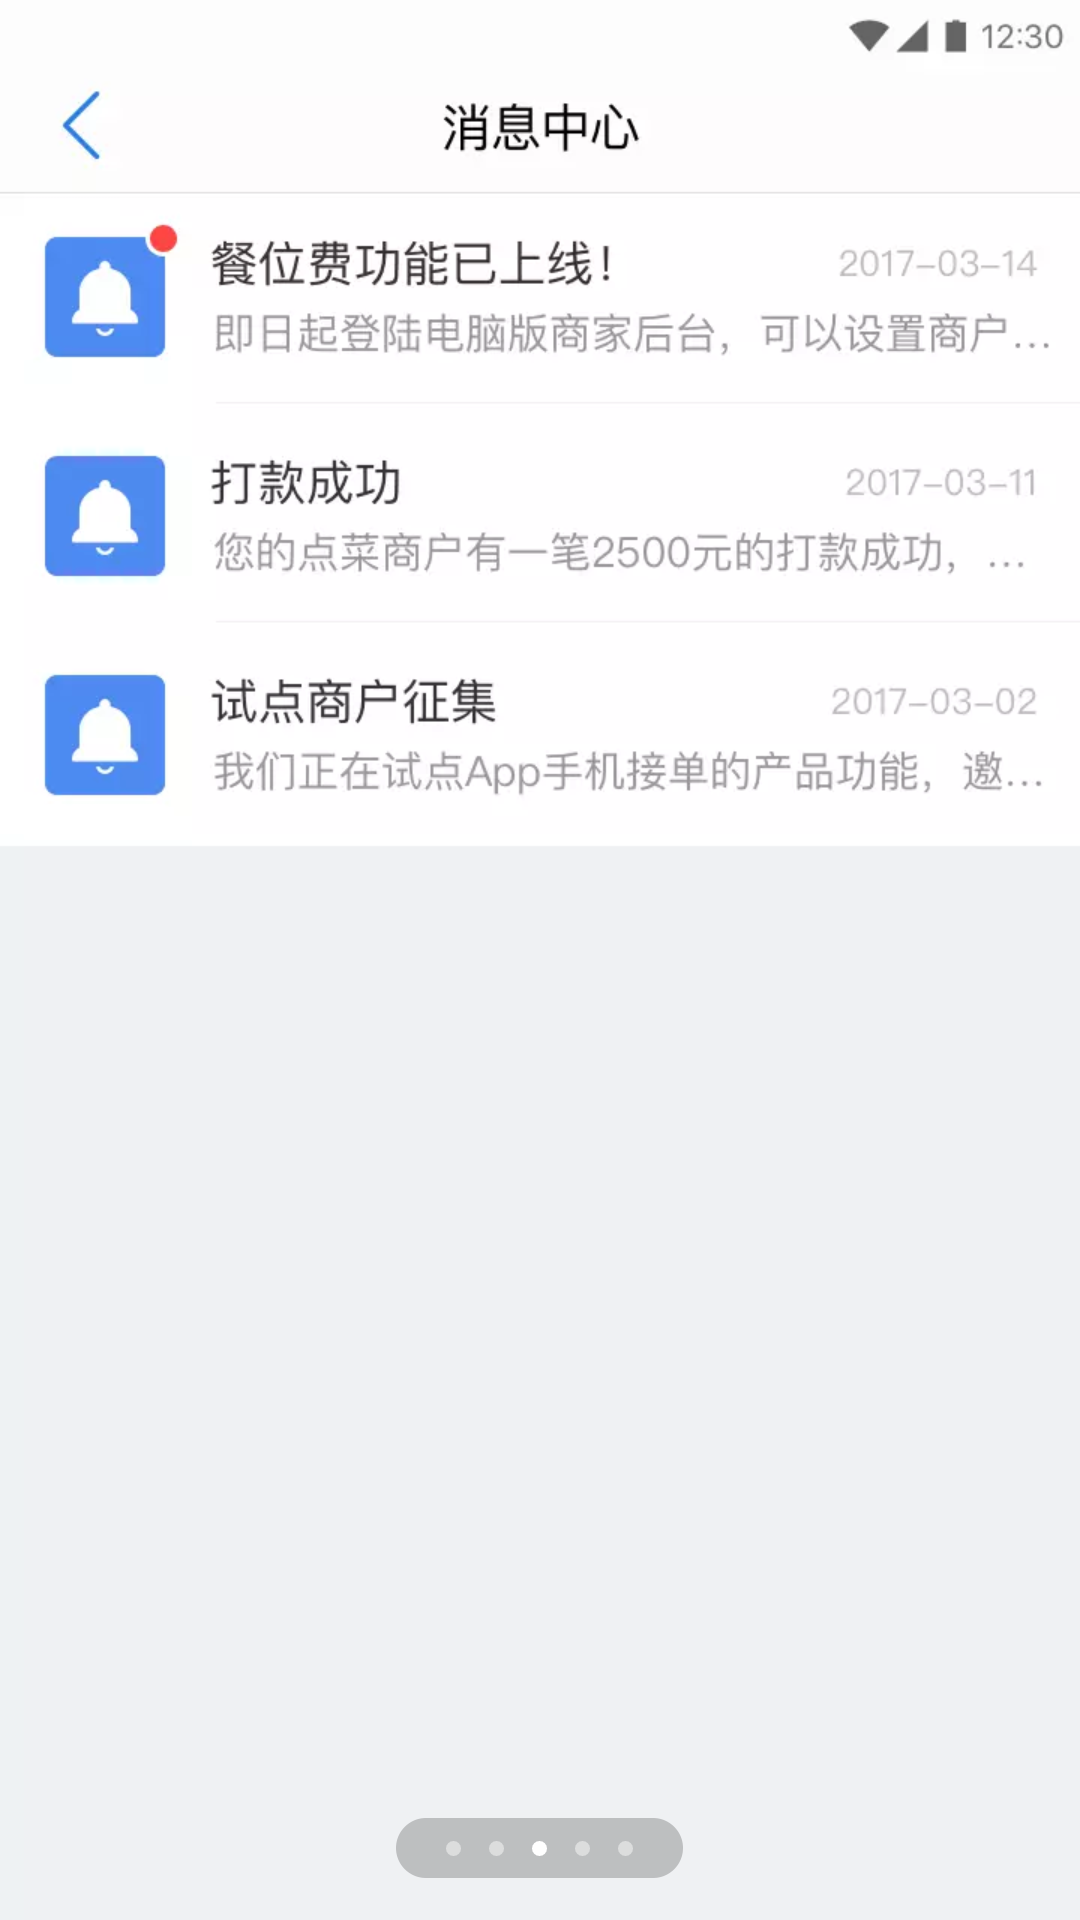 12:30
消息中心
餐位费功能已上线！
2017-03-14
即日起登陆电脑版商家后台，可以设置商户...
打款成功
2017-03-11
您的点菜商户有一笔2500元的打款成功，...
试点商户征集
2017-03-02
我们正在试点App手机接单的产品功能，邀...